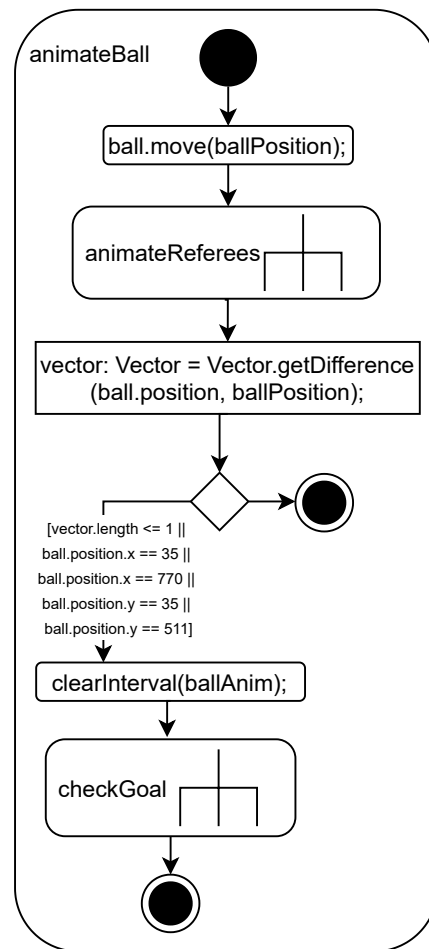 animateBall
ball.move(ballPosition);
animateReferees
vector: Vector = Vector.getDifference
(ball.position, ballPosition);
[vector.length <= 1 ||
ball.position.x == 35 ||
ball.position.x == 770 ||
ball.position.y == 35 ||
ball.position.y == 511]
clearInterval(ballAnim);
checkGoal